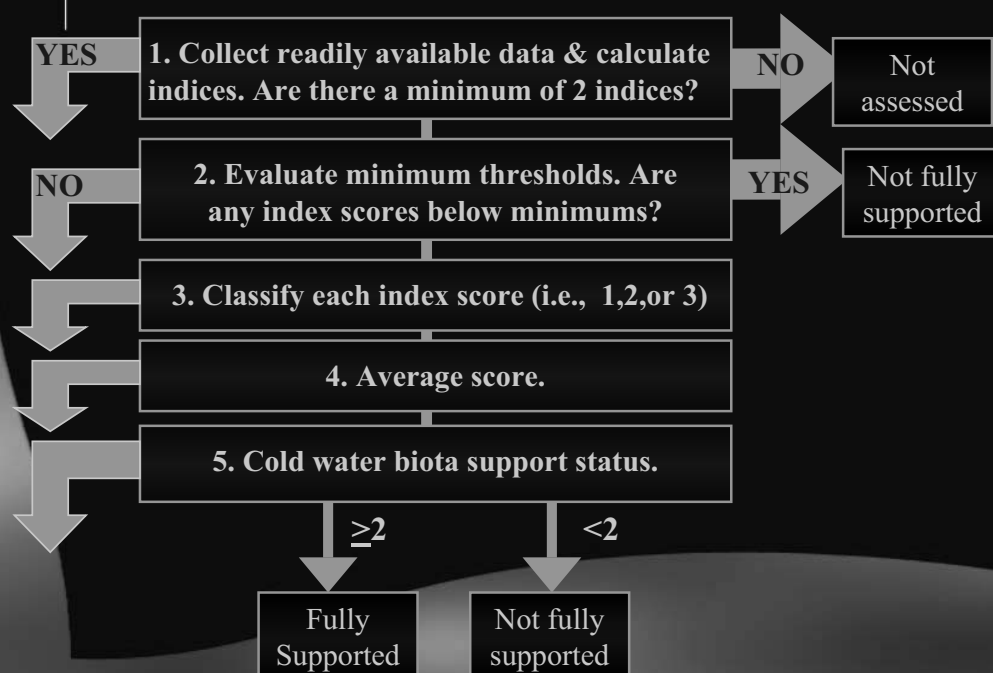 YES
1. Collect readily available data & calculate
indices. Are there a minimum of 2 indices?
NO
Not
assessed
NO
2. Evaluate minimum thresholds. Are
any index scores below minimums?
YES
Not fully
supported
3. Classify each index score (i.e., 1,2,or 3)
4. Average score.
5. Cold water biota support status.
≥2
<2
Fully
Supported
Not fully
supported